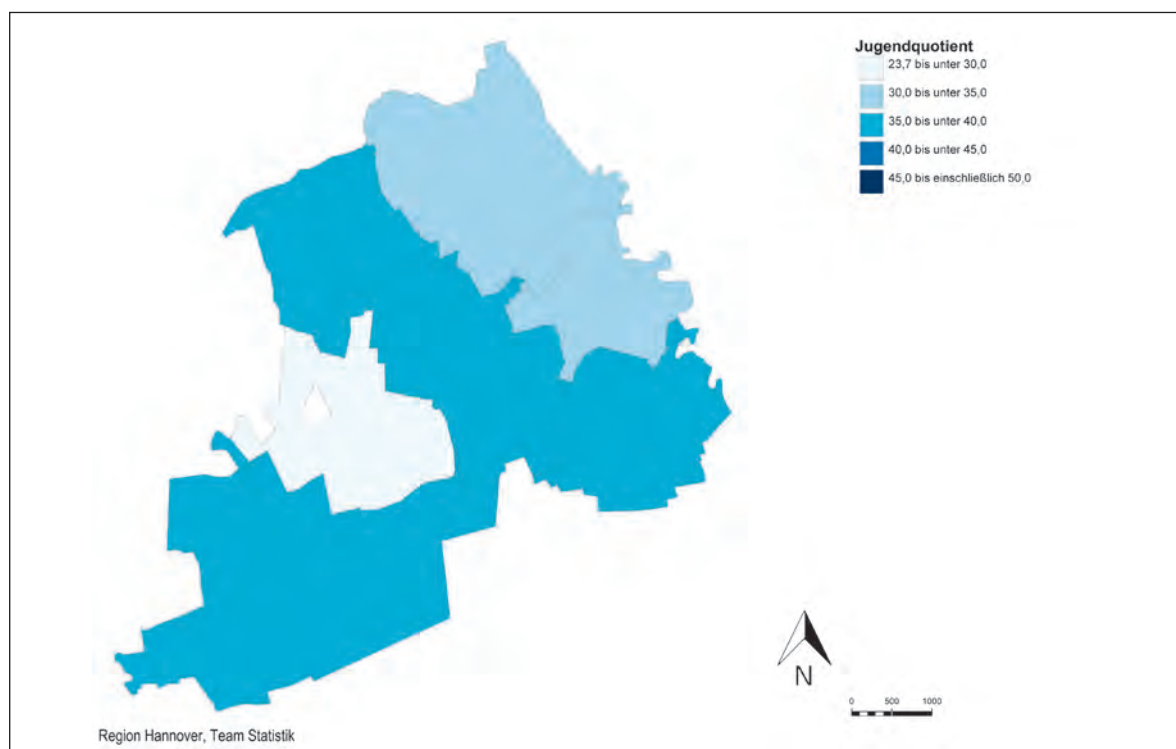 Jugendquotient
23,7 bis unter 30,0
30,0 bis unter 35,0
35,0 bis unter 40,0
40,0 bis unter 45,0
45,0 bis einschließlich 50,0
N
0 500 1000
Region Hannover, Team Statistik